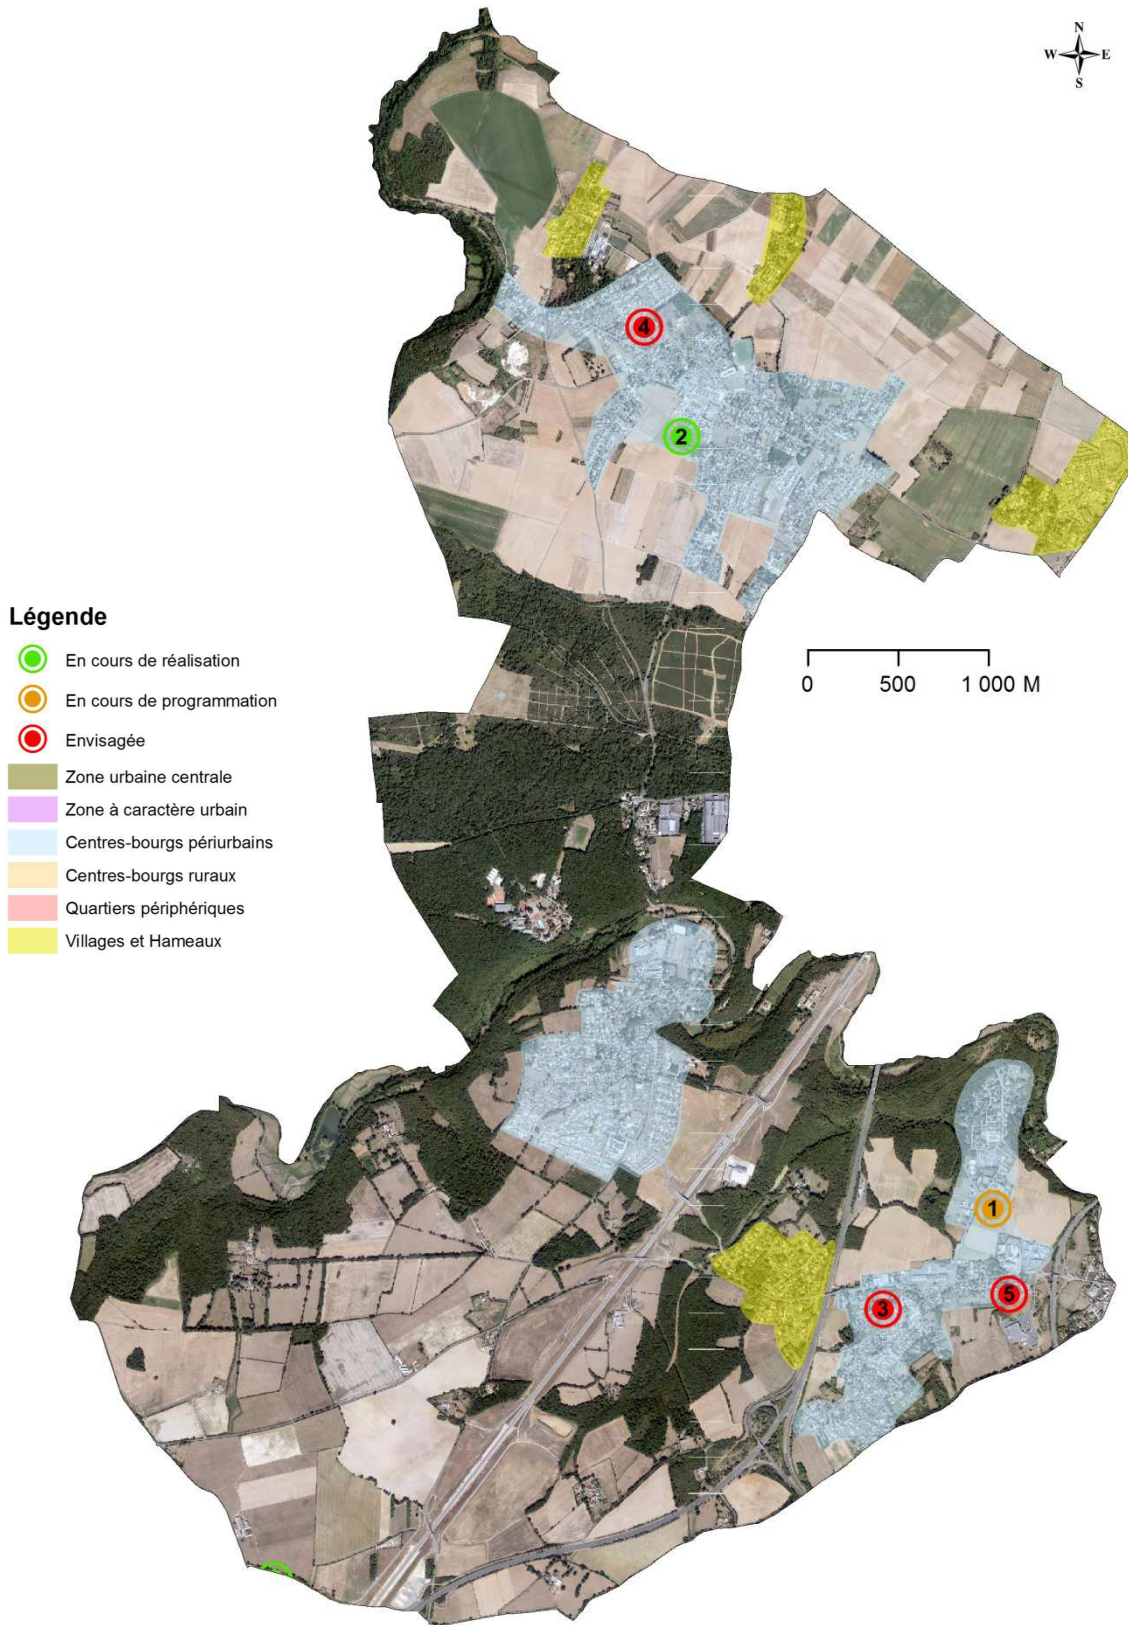 N
W E
S
4
2
Légende
En cours de réalisation
En cours de programmation
Envisagée
Zone urbaine centrale
Zone à caractère urbain
Centres-bourgs périurbains
Centres-bourgs ruraux
Quartiers périphériques
Villages et Hameaux
0 500 1 000 M
1
5
3